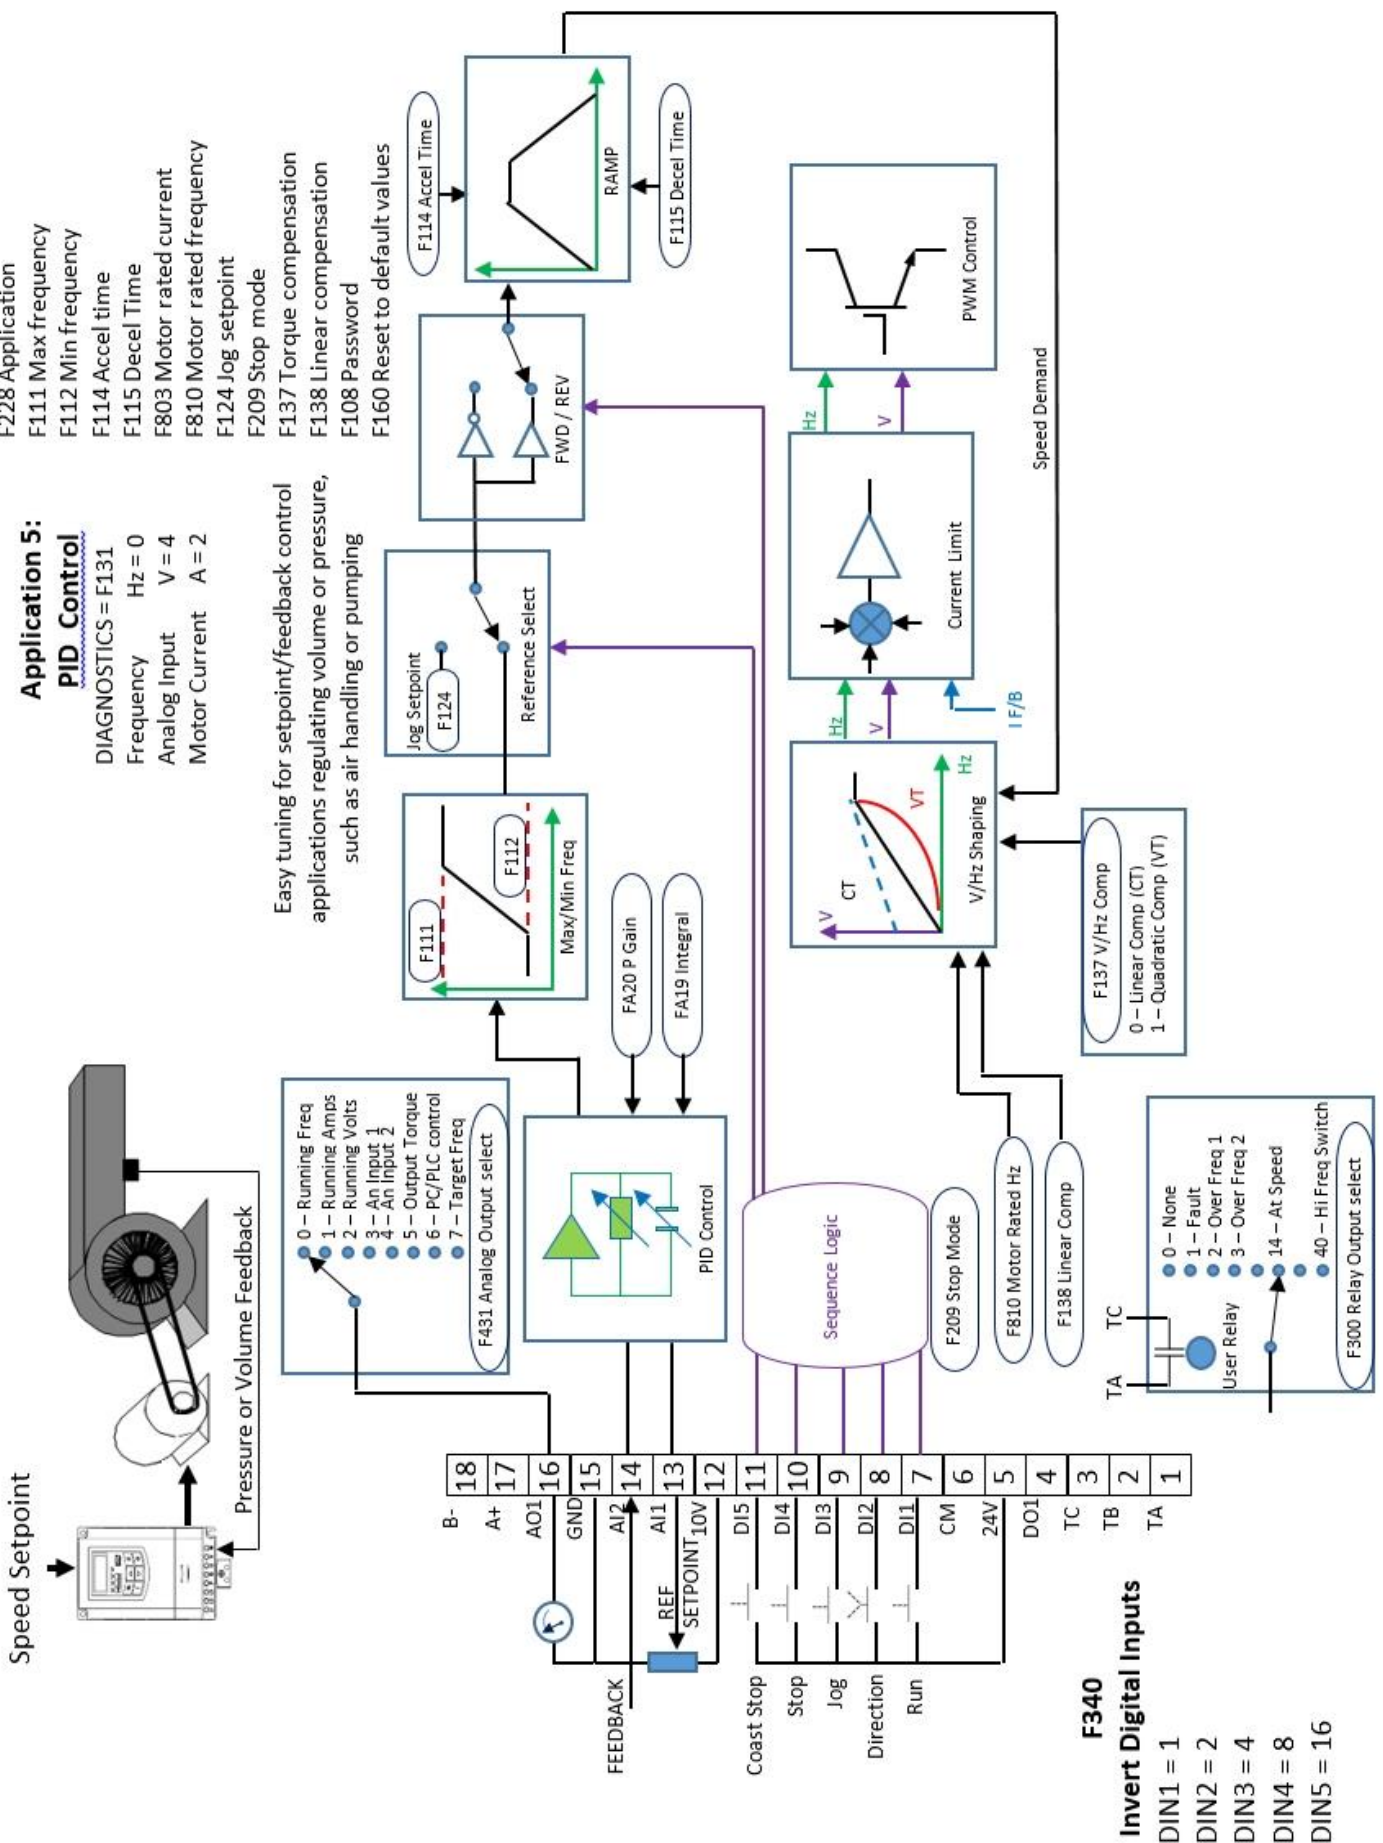 Application 5:
PID Control
DIAGNOSTICS = F131
Frequency Hz = 0
Analog Input V = 4
Motor Current A = 2
F228 Application
F111 Max frequency
F112 Min frequency
F114 Accel time
F115 Decel Time
F803 Motor rated current
F810 Motor rated frequency
F124 Jog setpoint
F209 Stop mode
F137 Torque compensation
F138 Linear compensation
F108 Password
F160 Reset to default values
Easy tuning for setpoint/feedback control
applications regulating volume or pressure,
such as air handling or pumping
Speed Setpoint
Pressure or Volume Feedback
0 – Running Freq
1 – Running Amps
2 – Running Volts
3 – An Input 1
4 – An Input 2
5 – Output Torque
6 – PC/PLC control
7 – Target Freq
F431 Analog Output select
F111
F112
Max/Min Freq
Jog Setpoint
F124
Reference Select
FWD / REV
F114 Accel Time
RAMP
F115 Decel Time
FA20 P Gain
FA19 Integral
PID Control
B-
18
A+
17
AO1
16
GND
15
AI2
14
AI1
13
10V
12
DI5
11
DI4
10
DI3
9
DI2
8
DI1
7
CM
6
24V
5
DO1
4
TC
3
TB
2
TA
1
FEEDBACK
REF
SETPOINT
Coast Stop
Stop
Jog
Direction
Run
Sequence Logic
F209 Stop Mode
F810 Motor Rated Hz
F138 Linear Comp
V
CT
VT
Hz
V/Hz Shaping
Hz
V
I F/B
Current Limit
Hz
V
PWM Control
Speed Demand
F137 V/Hz Comp
0 – Linear Comp (CT)
1 – Quadratic Comp (VT)
TA
TC
User Relay
0 – None
1 – Fault
2 – Over Freq 1
3 – Over Freq 2
14 – At Speed
40 – Hi Freq Switch
F300 Relay Output select
F340
Invert Digital Inputs
DIN1 = 1
DIN2 = 2
DIN3 = 4
DIN4 = 8
DIN5 = 16